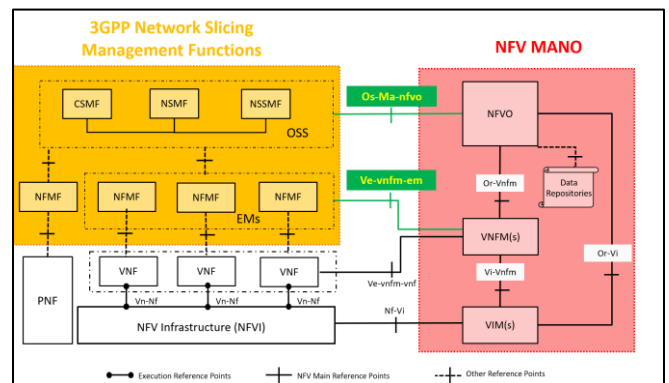 3GPP Network Slicing
Management Functions
NFV MANO
CSMF
NSMF
NSSMF
OSS
Os-Ma-nfvo
NFVO
NFMF
NFMF
NFMF
NFMF
EMs
Ve-vnfm-em
Or-Vnfm
Data
Repositories
VNFM(s)
Or-Vi
PNF
VNF
VNF
VNF
Ve-vnfm-vnf
Vi-Vnfm
Vn-Nf
Vn-Nf
Vn-Nf
NFV Infrastructure (NFVI)
Nf-Vi
VIM(s)
Execution Reference Points
NFV Main Reference Points
Other Reference Points